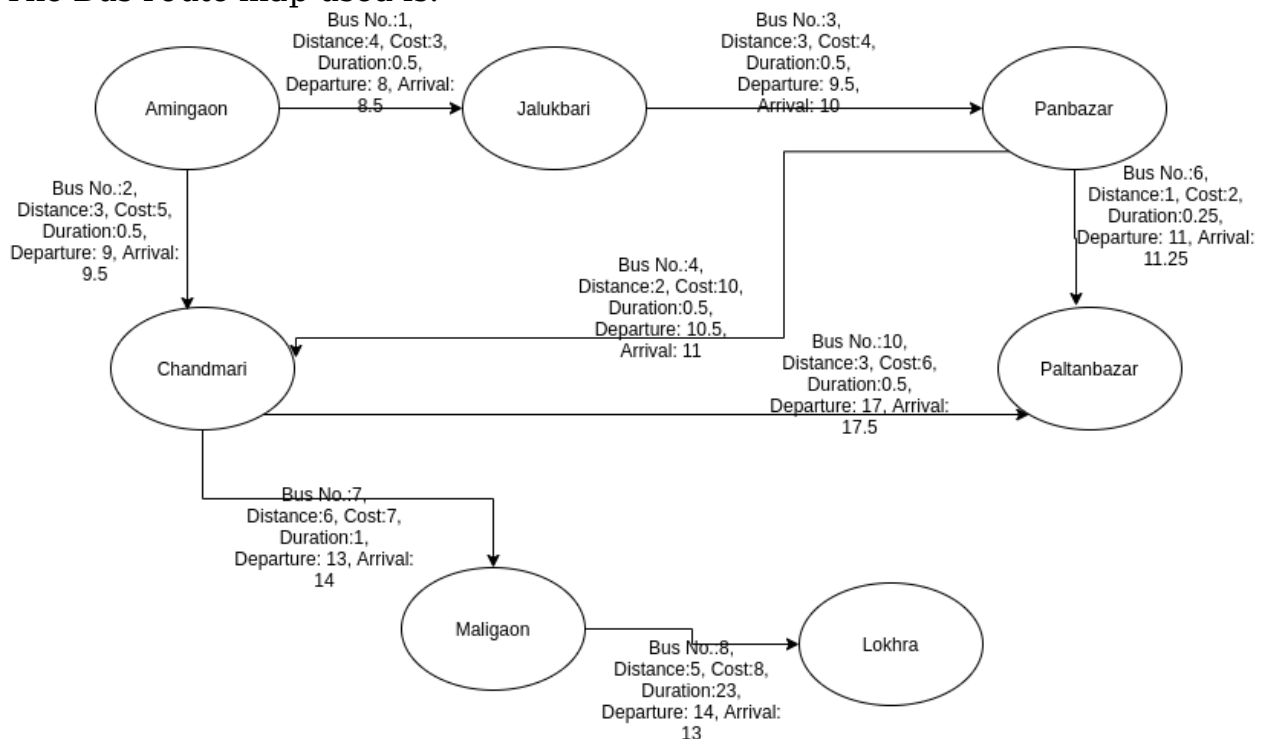 The Bus route map used is:
Bus No.:1,
Distance:4, Cost:3,
Duration:0.5,
Departure: 8, Arrival:
8.5
Bus No.:3,
Distance:3, Cost:4,
Duration:0.5,
Departure: 9.5,
Arrival: 10
Amingaon
Jalukbari
Panbazar
Bus No.:2,
Distance:3, Cost:5,
Duration:0.5,
Departure: 9, Arrival:
9.5
Bus No.:6,
Distance:1, Cost:2,
Duration:0.25,
Departure: 11, Arrival:
11.25
Bus No.:4,
Distance:2, Cost:10,
Duration:0.5,
Departure: 10.5,
Arrival: 11
Chandmari
Bus No.:10,
Distance:3, Cost:6,
Duration:0.5,
Departure: 17, Arrival:
17.5
Paltanbazar
Bus No.:7,
Distance:6, Cost:7,
Duration:1,
Departure: 13, Arrival:
14
Maligaon
Lokhra
Bus No.:8,
Distance:5, Cost:8,
Duration:23,
Departure: 14, Arrival:
13